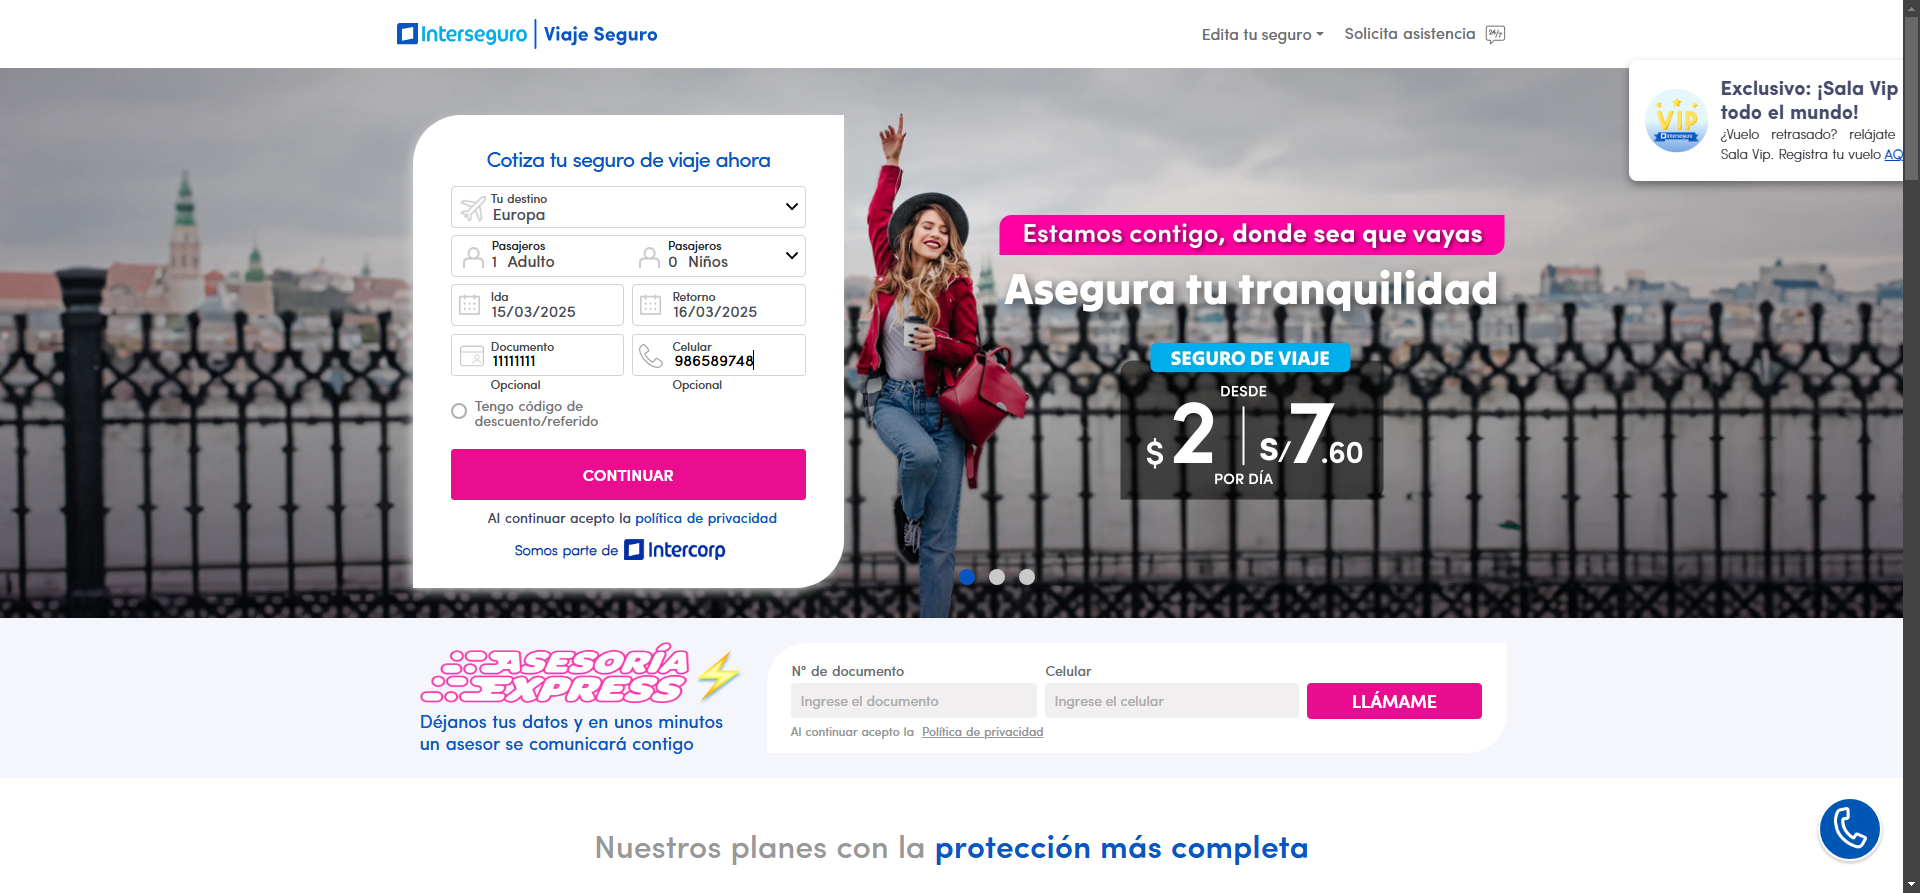 Interseguro | Viaje Seguro
Edita tu seguro
Solicita asistencia
24/7
Exclusivo: ¡Sala Vip
todo el mundo!
¿Vuelo retrasado? relájate
Sala Vip. Registra tu vuelo AQ
VIP
Interseguro
Cotiza tu seguro de viaje ahora
Tu destino
Europa
Pasajeros
1 Adulto
Pasajeros
0 Niños
Ida
15/03/2025
Retorno
16/03/2025
Documento
11111111
Opcional
Celular
986589748
Opcional
Tengo código de
descuento/referido
CONTINUAR
Al continuar acepto la política de privacidad
Somos parte de Intercorp
Estamos contigo, donde sea que vayas
Asegura tu tranquilidad
SEGURO DE VIAJE
DESDE
$ 2 | S/7.60
POR DÍA
ASESORÍA
EXPRESS
Déjanos tus datos y en unos minutos
un asesor se comunicará contigo
N° de documento
Ingrese el documento
Celular
Ingrese el celular
LLÁMAME
Al continuar acepto la Política de privacidad
Nuestros planes con la protección más completa